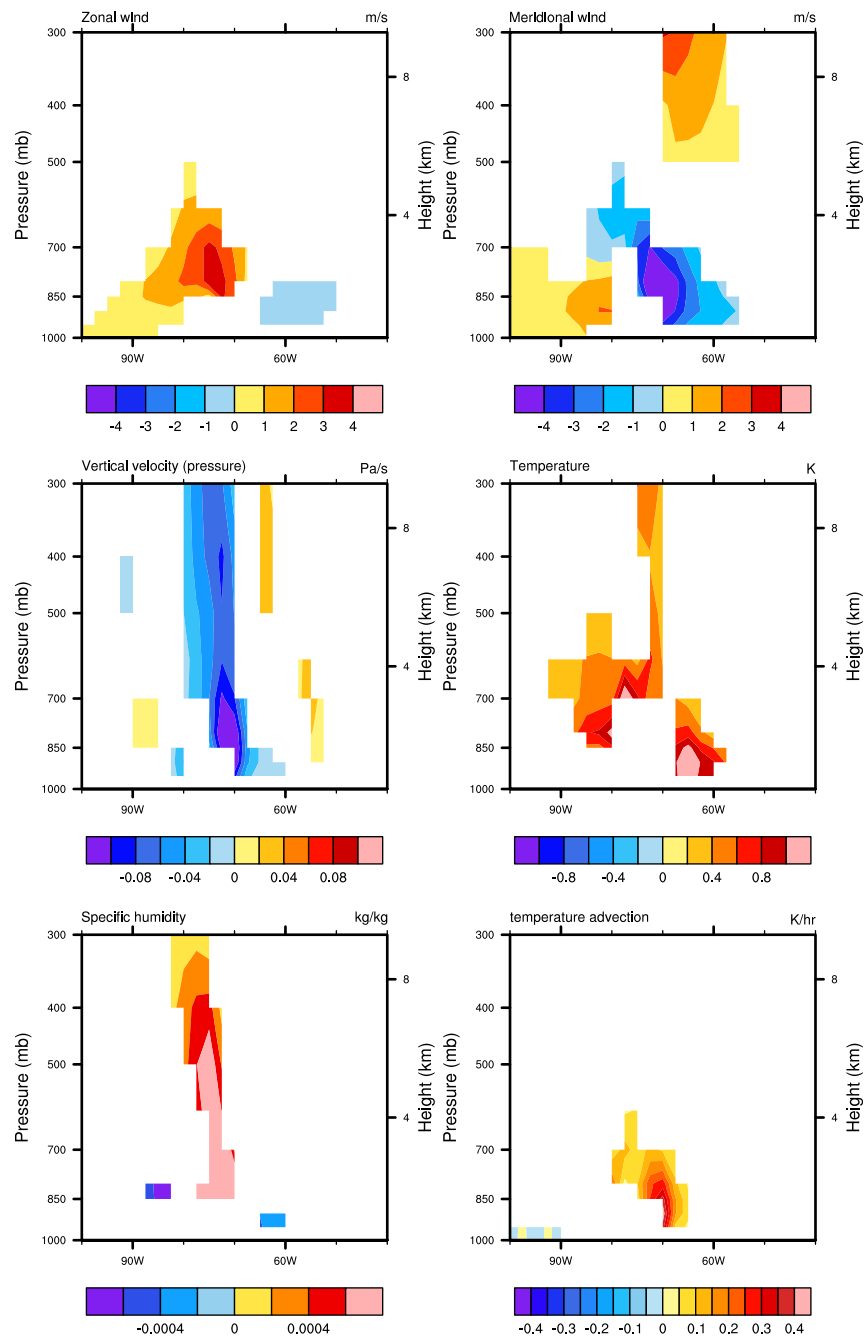 Zonal wind m/s
300
400
500
700
850
1000
Pressure (mb)
8
4
Height (km)
90W 60W
-4 -3 -2 -1 0 1 2 3 4
Meridional wind m/s
300
400
500
700
850
1000
Pressure (mb)
8
4
Height (km)
90W 60W
-4 -3 -2 -1 0 1 2 3 4
Vertical velocity (pressure) Pa/s
300
400
500
700
850
1000
Pressure (mb)
8
4
Height (km)
90W 60W
-0.08 -0.04 0 0.04 0.08
Temperature K
300
400
500
700
850
1000
Pressure (mb)
8
4
Height (km)
90W 60W
-0.8 -0.4 0 0.4 0.8
Specific humidity kg/kg
300
400
500
700
850
1000
Pressure (mb)
8
4
Height (km)
90W 60W
-0.0004 0 0.0004
temperature advection K/hr
300
400
500
700
850
1000
Pressure (mb)
8
4
Height (km)
90W 60W
-0.4 -0.3 -0.2 -0.1 0 0.1 0.2 0.3 0.4